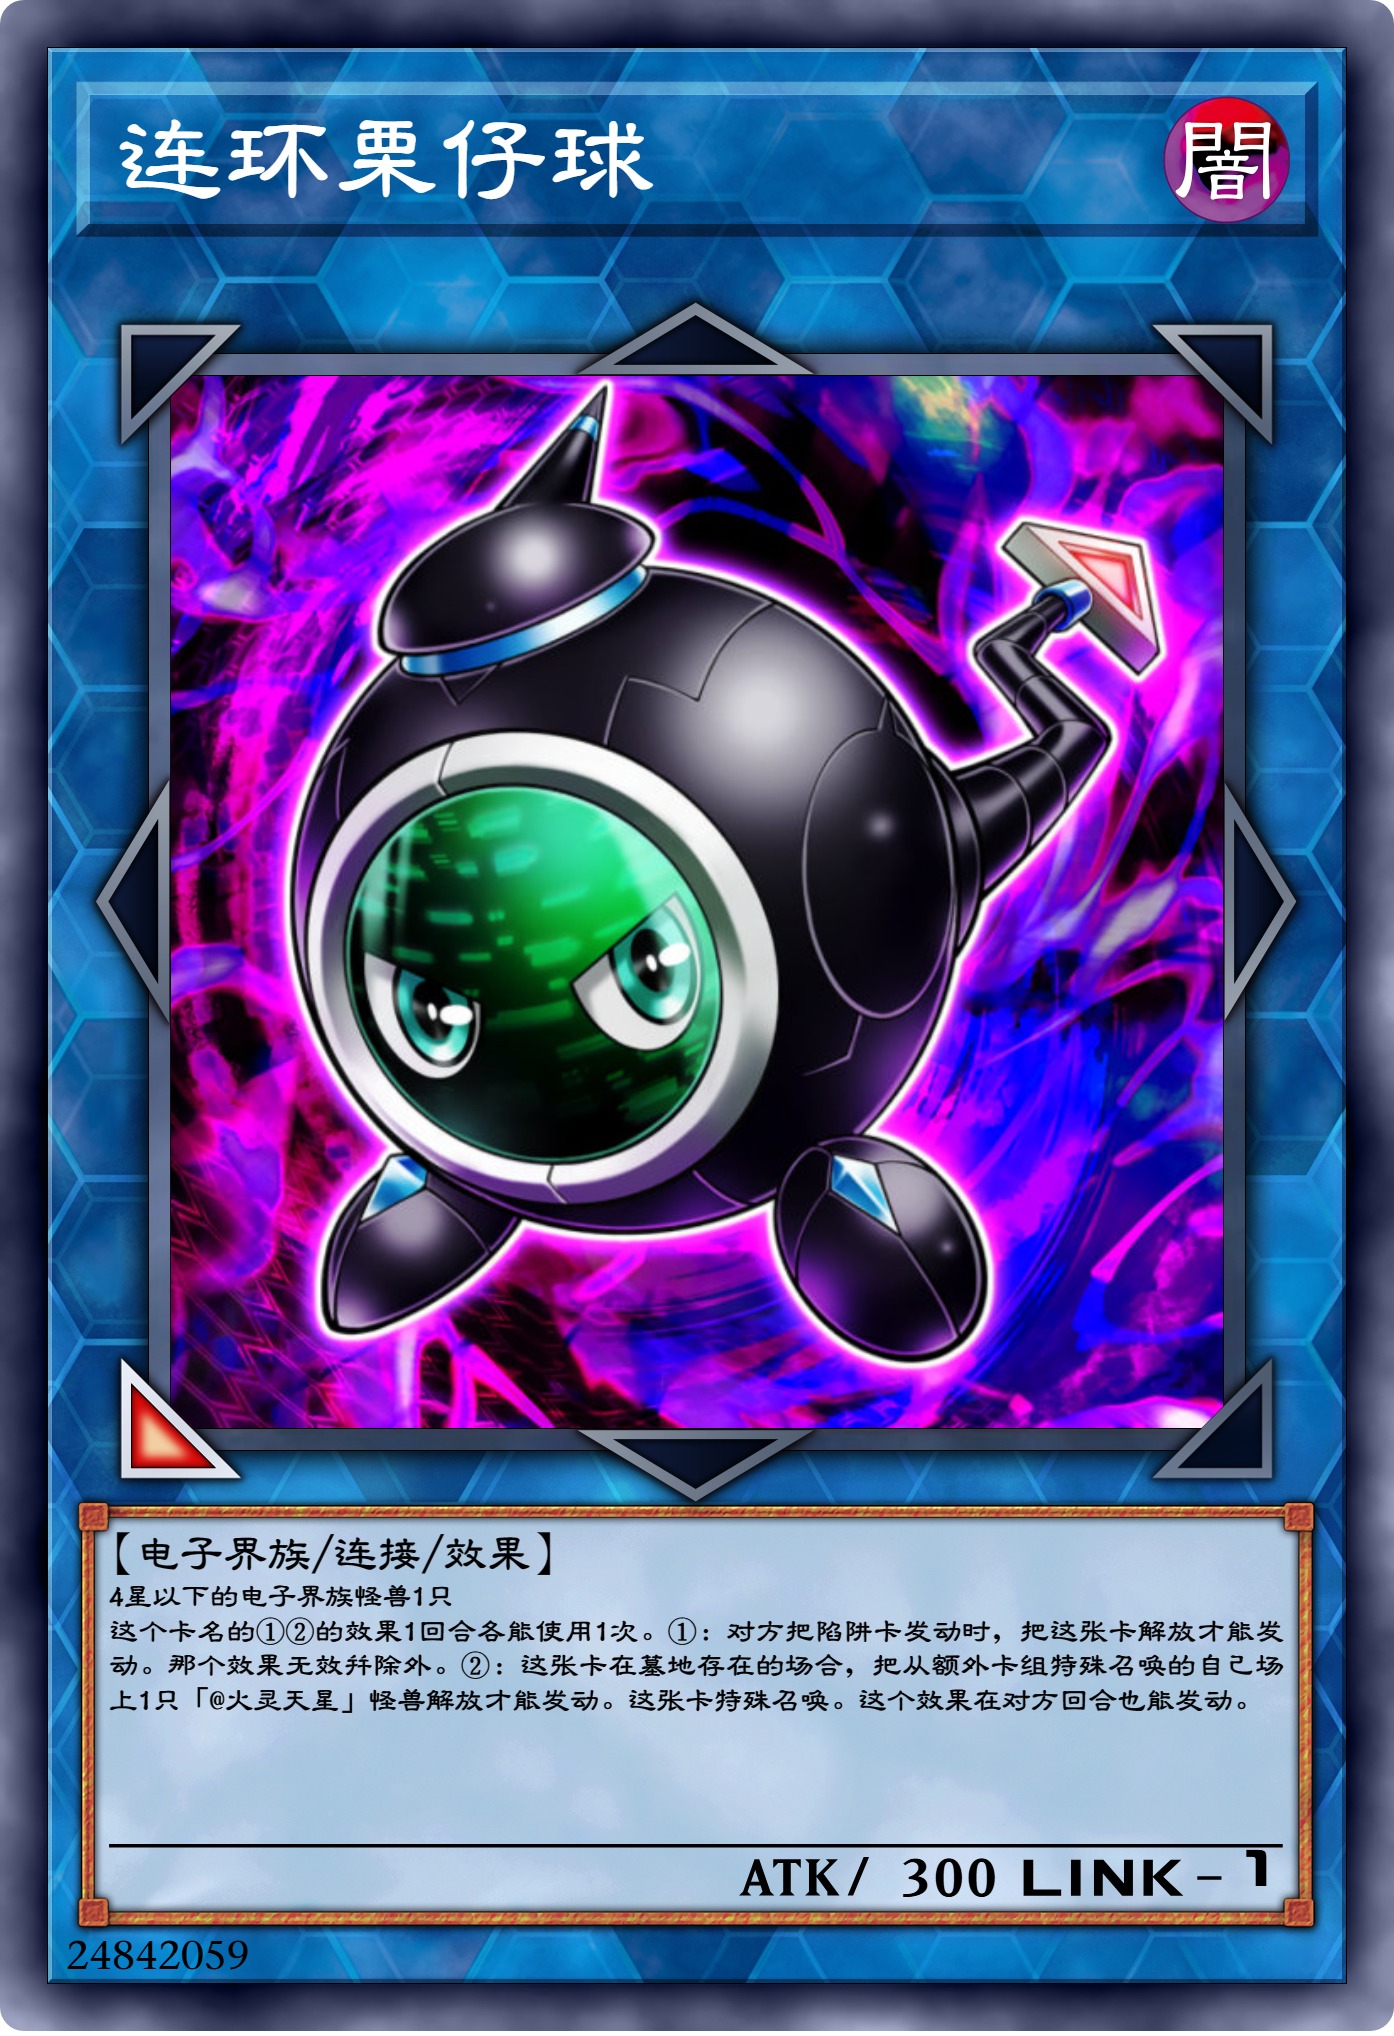 连环栗仔球
闇
【电子界族/连接/效果】
4星以下的电子界族怪兽1只
这个卡名的①②的效果1回合各能使用1次。①：对方把陷阱卡发动时，把这张卡解放才能发
动。那个效果无效并除外。②：这张卡在墓地存在的场合，把从额外卡组特殊召唤的自己场
上1只「@火灵天星」怪兽解放才能发动。这张卡特殊召唤。这个效果在对方回合也能发动。
ATK/ 300 LINK-1
24842059